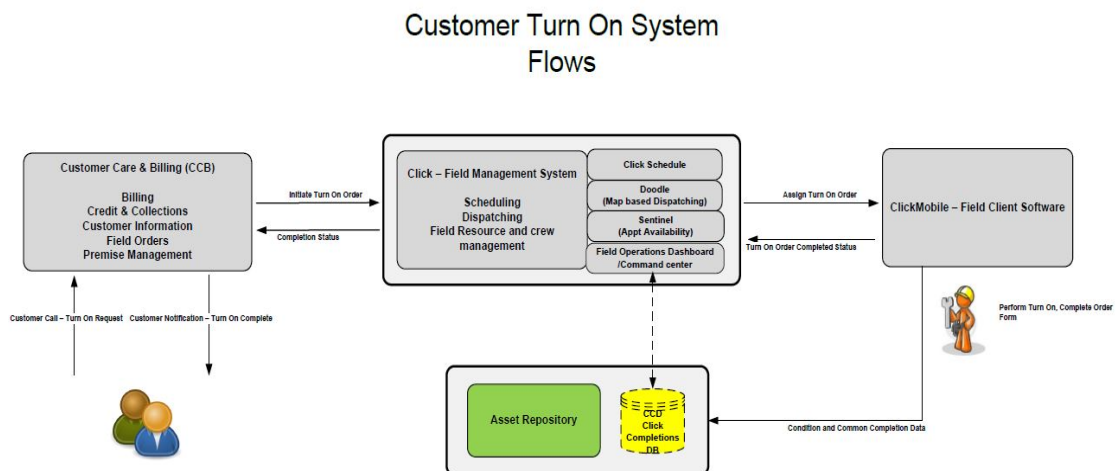 Customer Turn On System
Flows
Customer Care & Billing (CCB)
Billing
Credit & Collections
Customer Information
Field Orders
Premise Management
Initiate Turn On Order
Completion Status
Click – Field Management System
Scheduling
Dispatching
Field Resource and crew
management
Click Schedule
Doodle
(Map based Dispatching)
Sentinel
(Appt Availability)
Field Operations Dashboard
/Command center
Assign Turn On Order
Turn On Order Completed Status
ClickMobile – Field Client Software
Customer Call – Turn On Request
Customer Notification – Turn On Complete
Perform Turn On, Complete Order
Form
Asset Repository
CCD
Click
Completions
DB
Condition and Common Completion Data